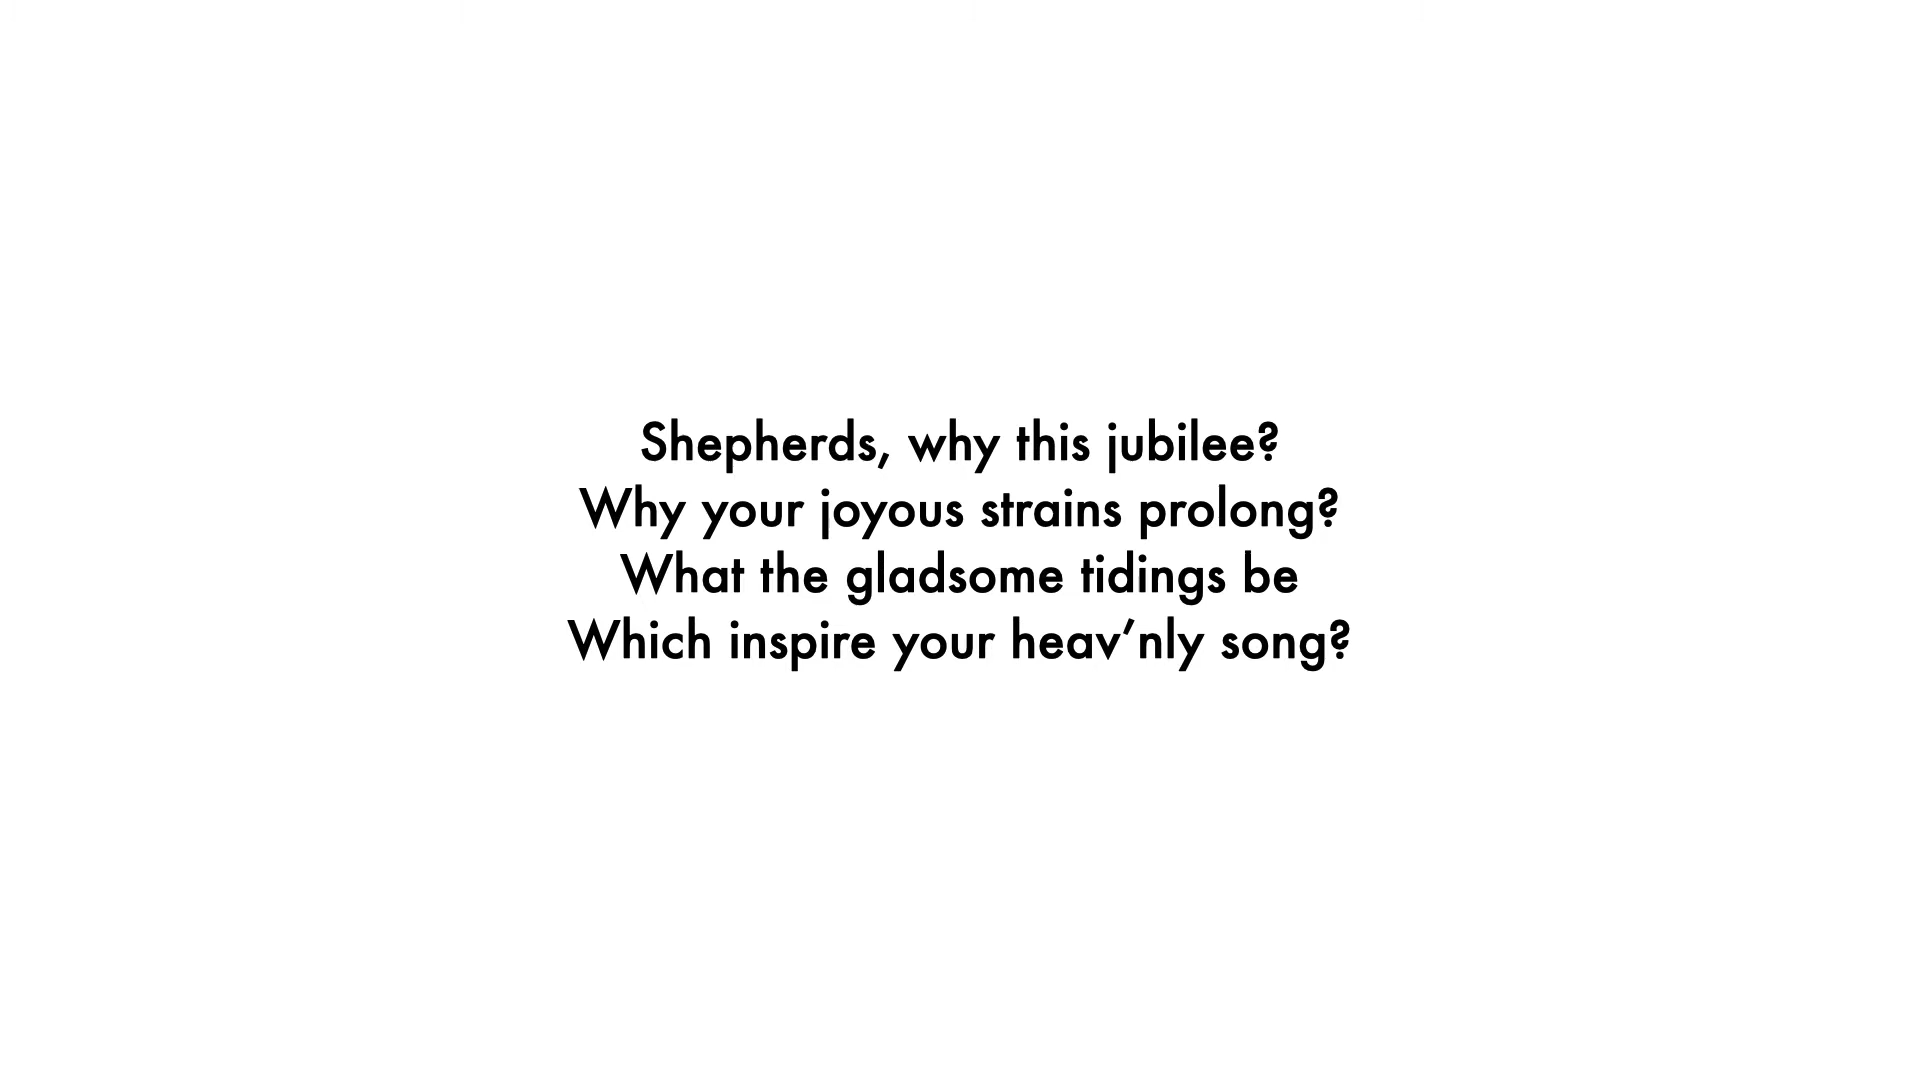 Shepherds, why this jubilee?
Why your joyous strains prolong?
What the gladsome tidings be
Which inspire your heav’nly song?